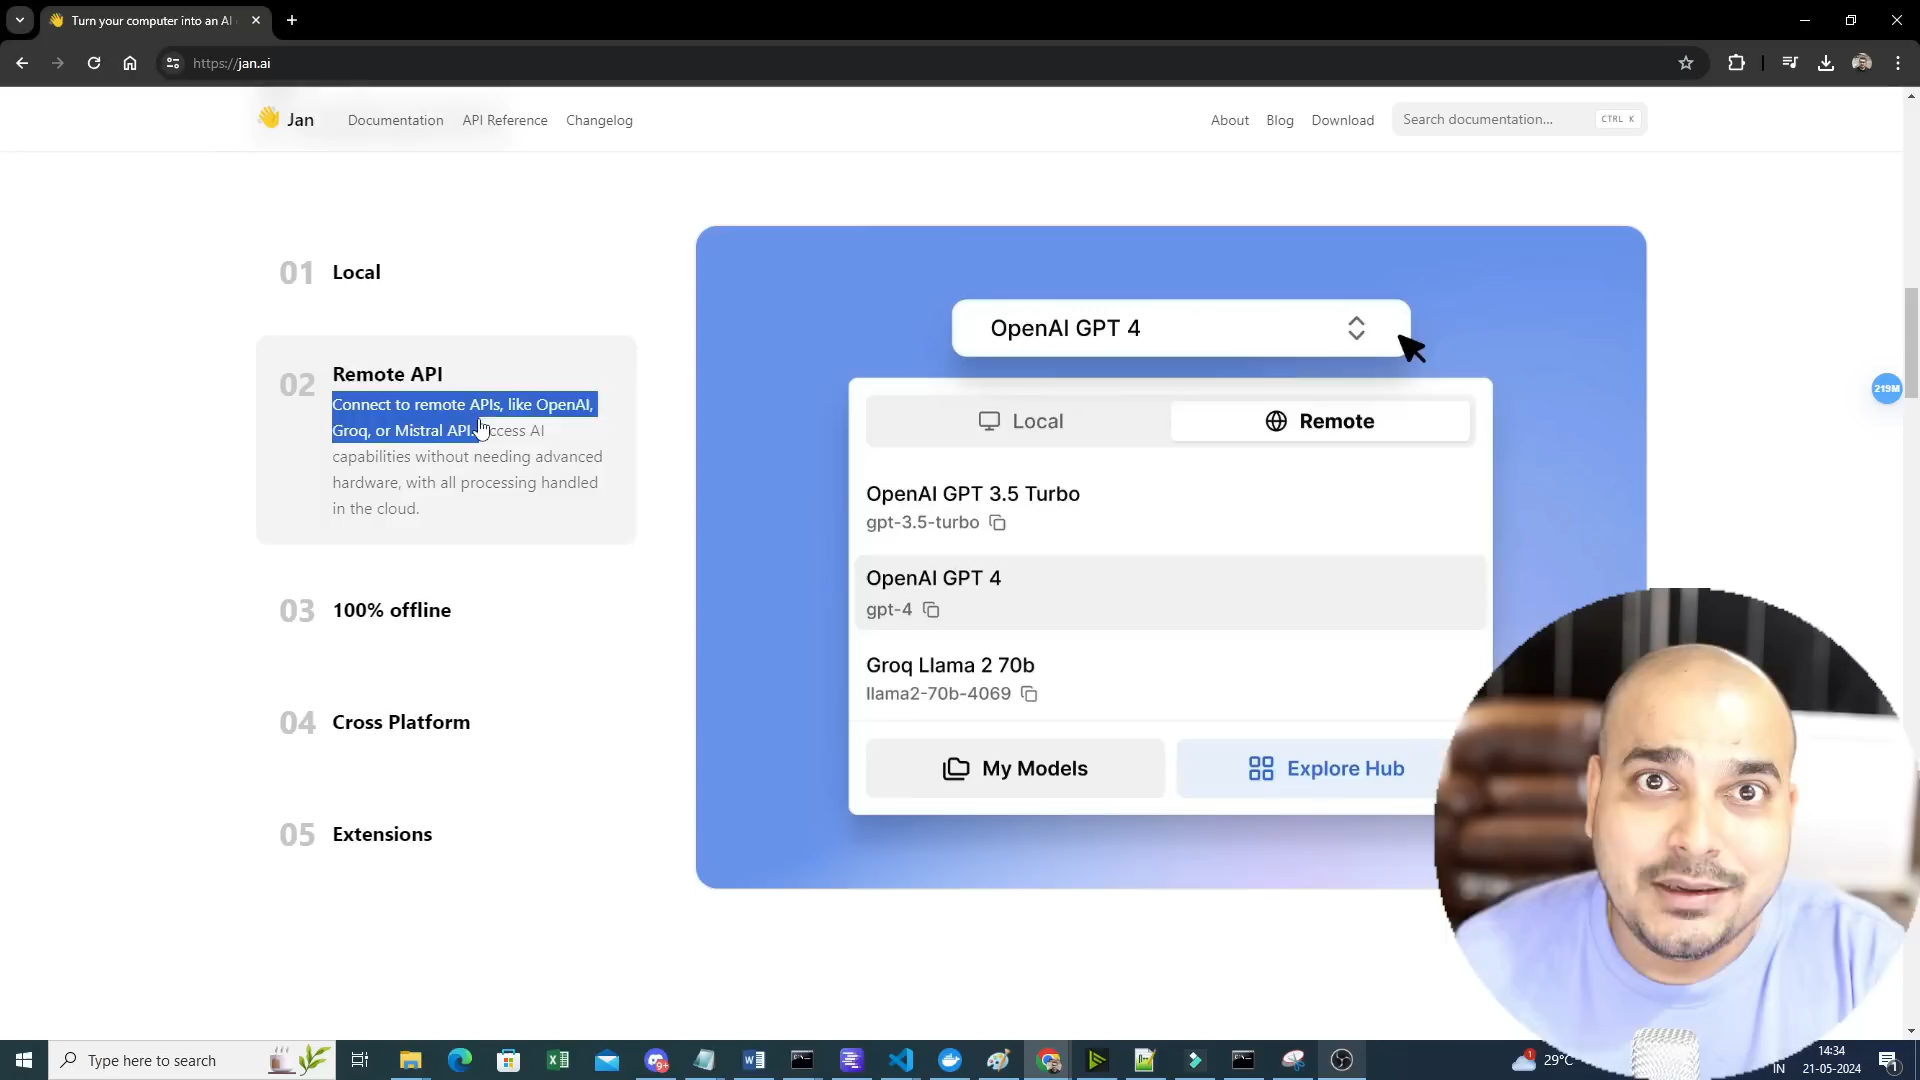 Turn your computer into an AI
https://jan.ai
Jan
Documentation
API Reference
Changelog
About
Blog
Download
Search documentation...
CTRL K
01 Local
02 Remote API
Connect to remote APIs, like OpenAI,
Groq, or Mistral API. ccess AI
capabilities without needing advanced
hardware, with all processing handled
in the cloud.
03 100% offline
04 Cross Platform
05 Extensions
OpenAI GPT 4
Local
Remote
OpenAI GPT 3.5 Turbo
gpt-3.5-turbo
OpenAI GPT 4
gpt-4
Groq Llama 2 70b
llama2-70b-4069
My Models
Explore Hub
219M
Type here to search
9+
1
29°C
IN
14:34
21-05-2024
1